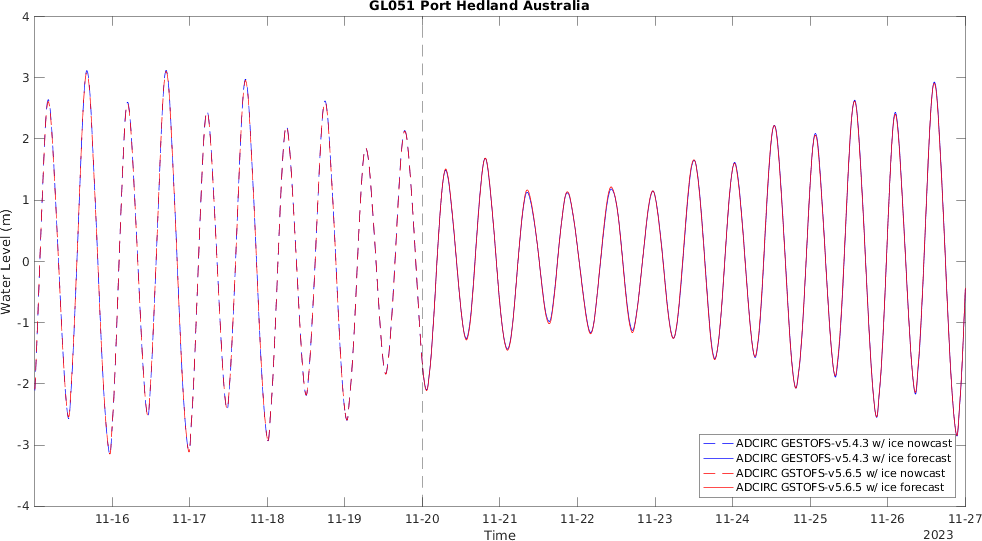 GL051 Port Hedland Australia
4
3
2
1
0
-1
-2
-3
-4
Water Level (m)
ADCIRC GESTOFS-v5.4.3 w/ ice nowcast
ADCIRC GESTOFS-v5.4.3 w/ ice forecast
ADCIRC GSTOFS-v5.6.5 w/ ice nowcast
ADCIRC GSTOFS-v5.6.5 w/ ice forecast
11-16 11-17 11-18 11-19 11-20 11-21 11-22 11-23 11-24 11-25 11-26 11-27
Time
2023